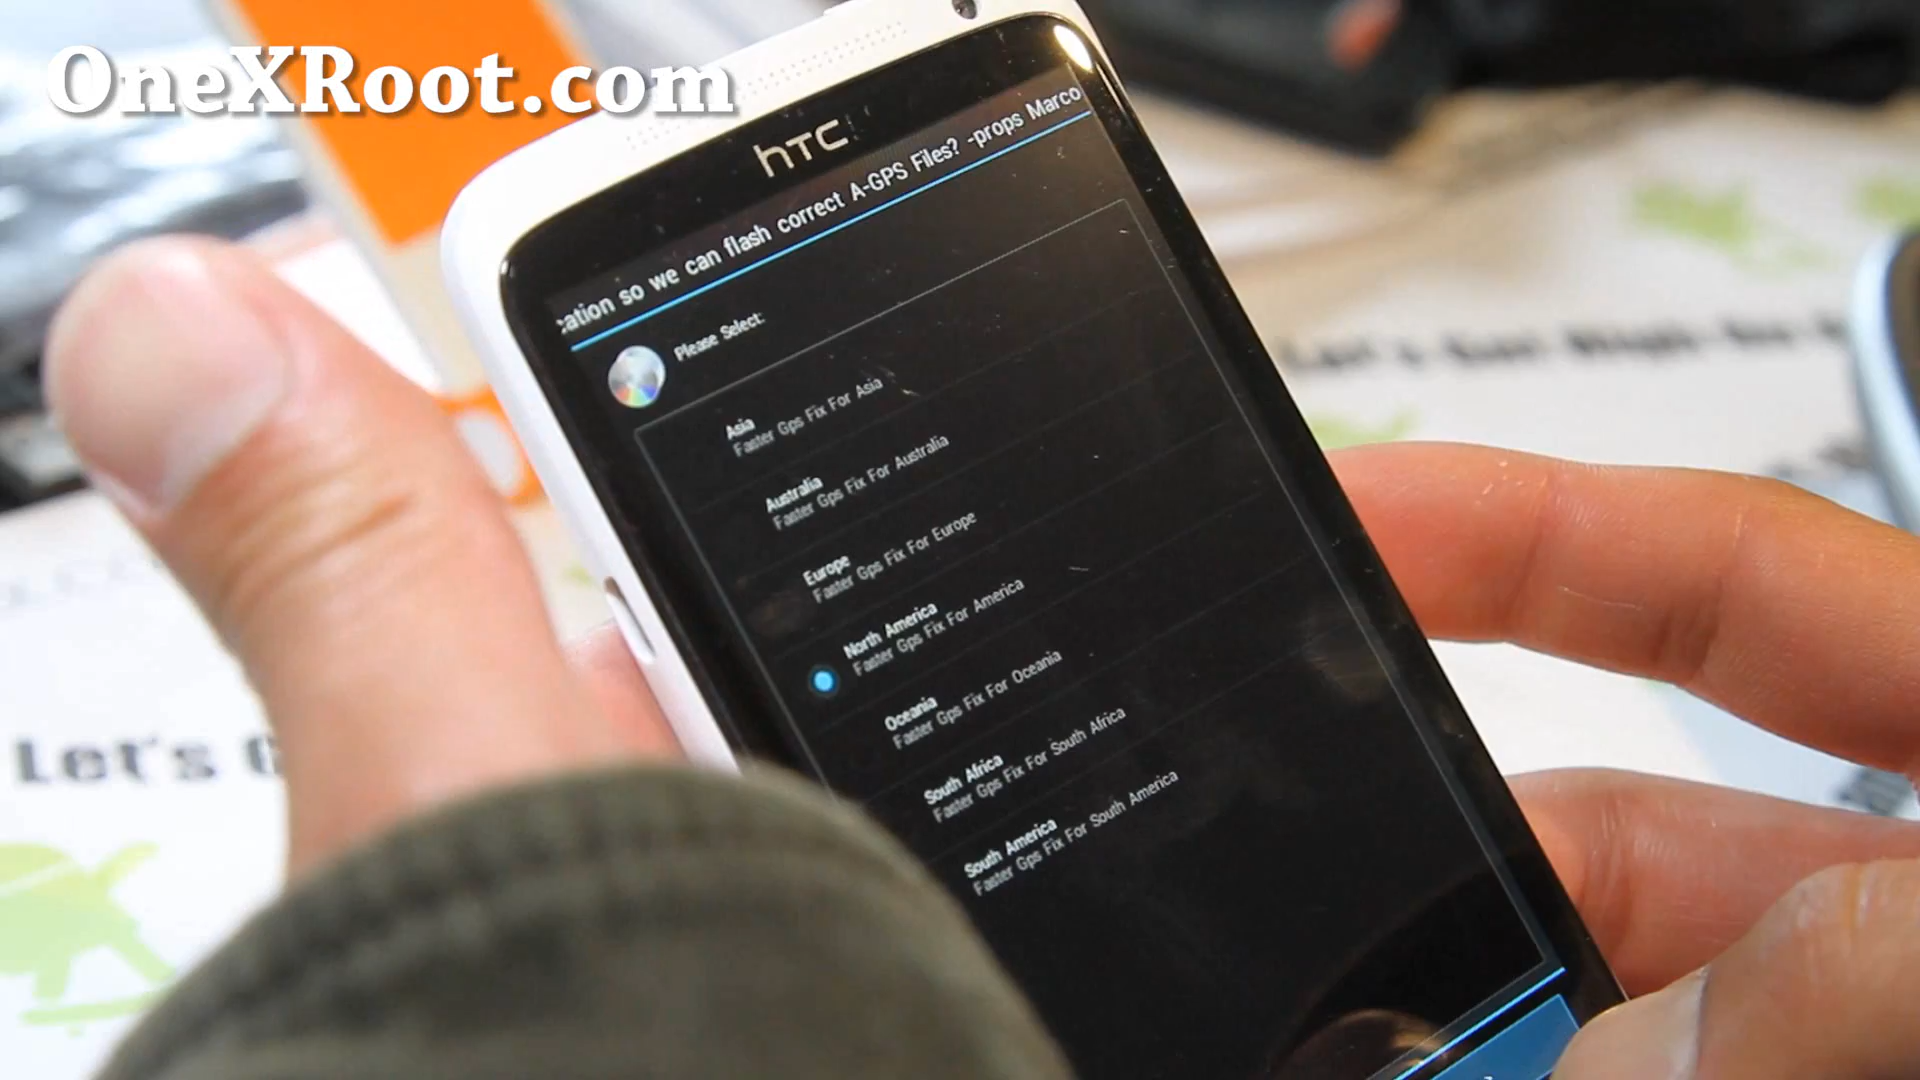 OneXRoot.com
hTC
ation so we can flash correct A-GPS Files? -props Marco
Please Select:
Asia
Faster Gps Fix For Asia
Australia
Faster Gps Fix For Australia
Europe
Faster Gps Fix For Europe
North America
Faster Gps Fix For America
Oceania
Faster Gps Fix For Oceania
South Africa
Faster Gps Fix For South Africa
South America
Faster Gps Fix For South America
Let's G